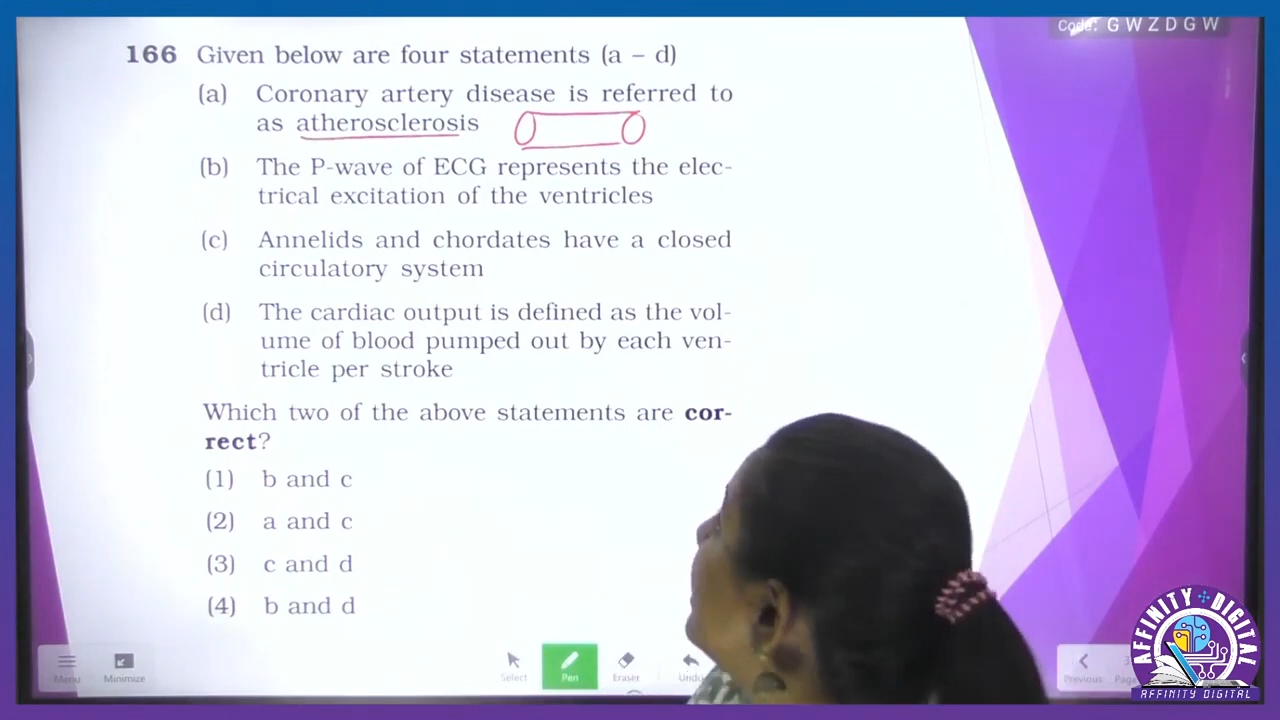 Code: G W Z D G W
166 Given below are four statements (a – d)
(a) Coronary artery disease is referred to
as atherosclerosis
(b) The P-wave of ECG represents the elec-
trical excitation of the ventricles
(c) Annelids and chordates have a closed
circulatory system
(d) The cardiac output is defined as the vol-
ume of blood pumped out by each ven-
tricle per stroke
Which two of the above statements are cor-
rect?
(1) b and c
(2) a and c
(3) c and d
(4) b and d
Menu
Minimize
Select
Pen
Eraser
Undo
Previous
AFFINITY DIGITAL
AFFINITY DIGITAL